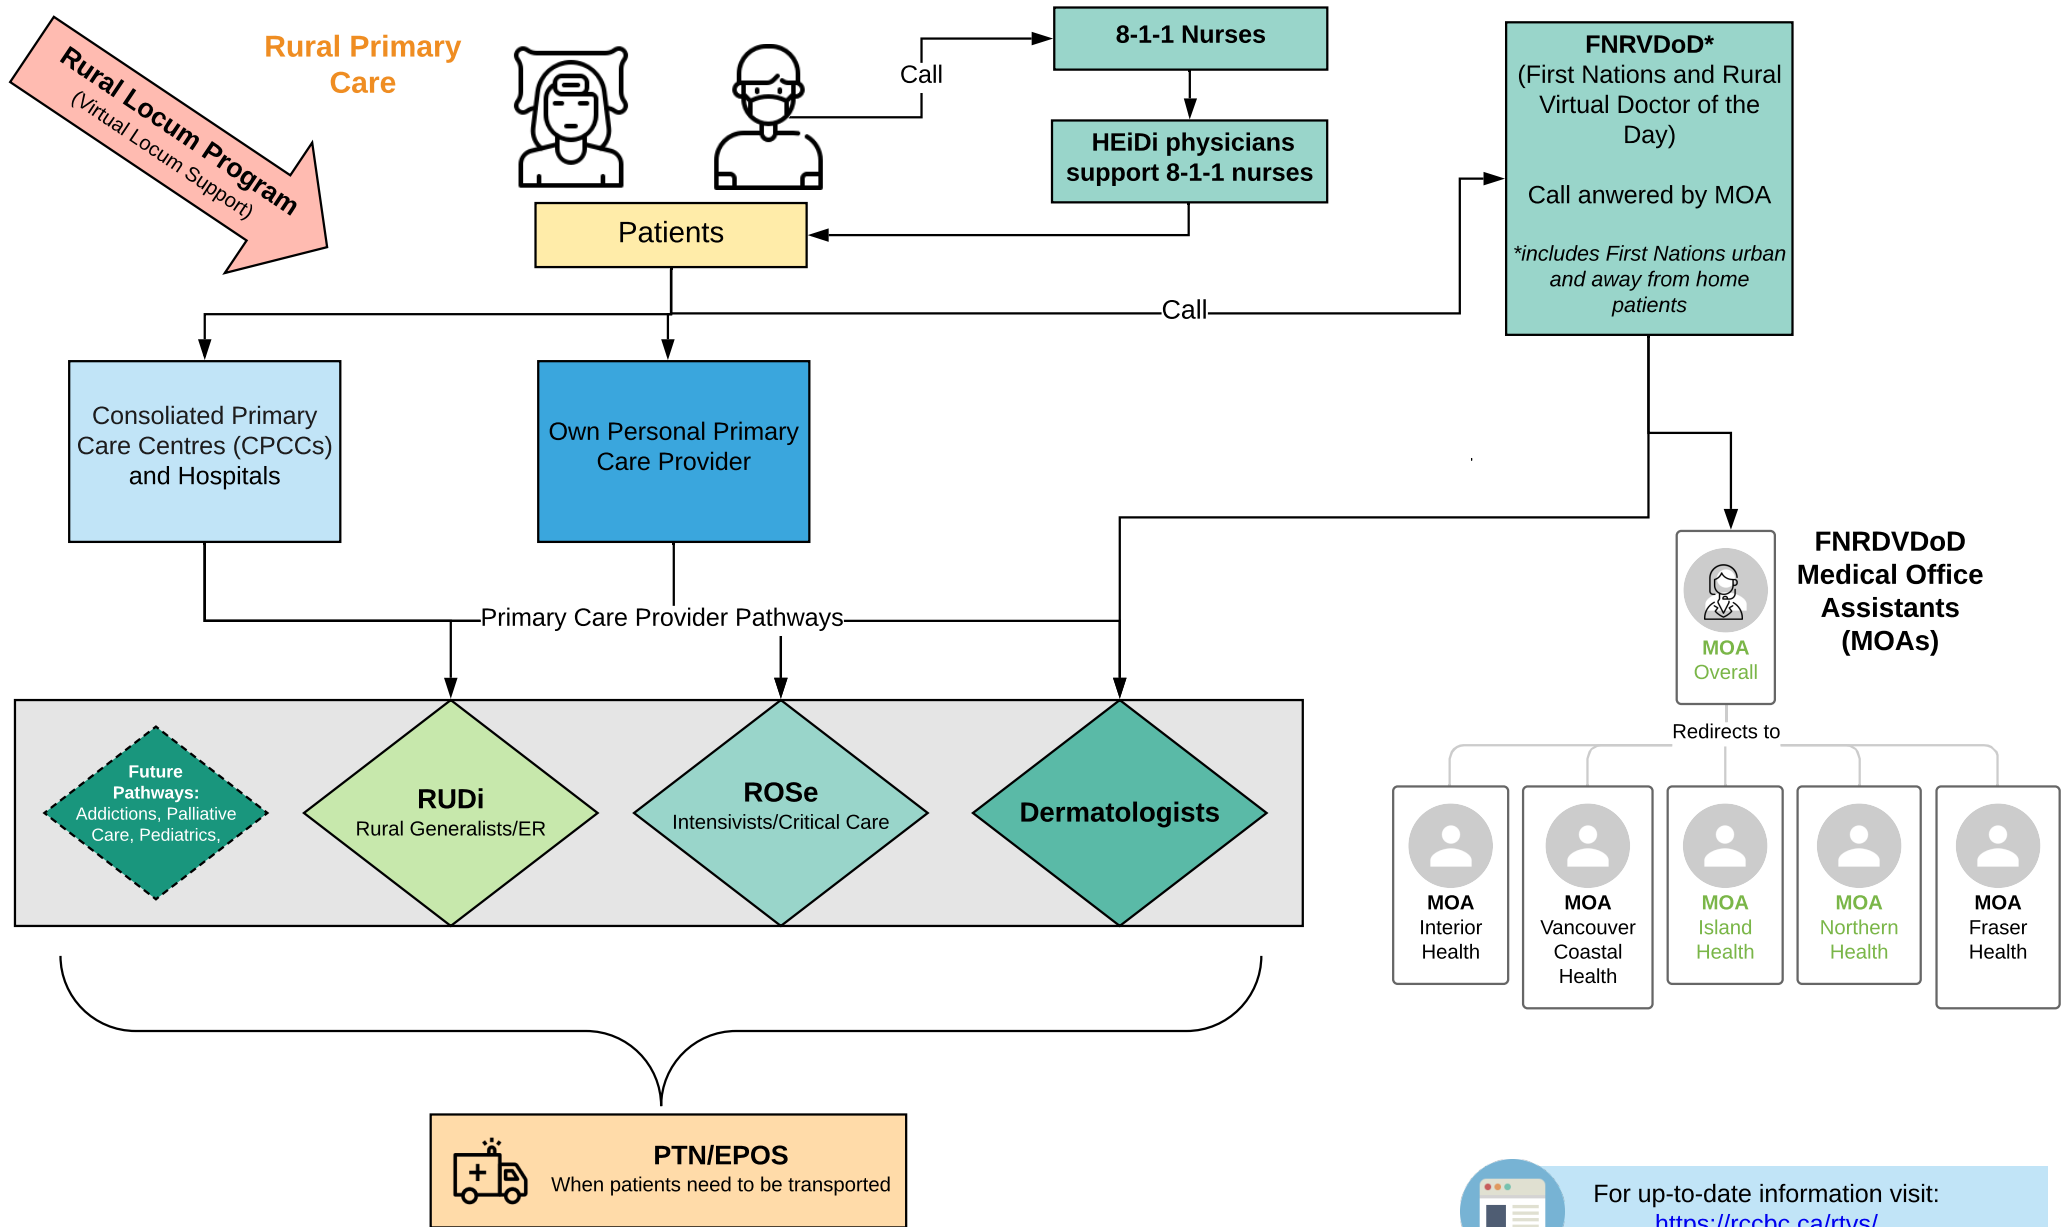 Rural Locum Program
(Virtual Locum Support)
Rural Primary
Care
Call
8-1-1 Nurses
HEiDi physicians
support 8-1-1 nurses
FNRVDoD*
(First Nations and Rural
Virtual Doctor of the
Day)
Call anwered by MOA
*includes First Nations urban
and away from home
patients
Patients
Call
Consoliated Primary
Care Centres (CPCCs)
and Hospitals
Own Personal Primary
Care Provider
Primary Care Provider Pathways
FNRDVDoD
Medical Office
Assistants
(MOAs)
MOA
Overall
Redirects to
Future
Pathways:
Addictions, Palliative
Care, Pediatrics,
RUDi
Rural Generalists/ER
ROSe
Intensivists/Critical Care
Dermatologists
MOA
Interior
Health
MOA
Vancouver
Coastal
Health
MOA
Island
Health
MOA
Northern
Health
MOA
Fraser
Health
PTN/EPOS
When patients need to be transported
For up-to-date information visit:
https://rccbc.ca/rtvs/